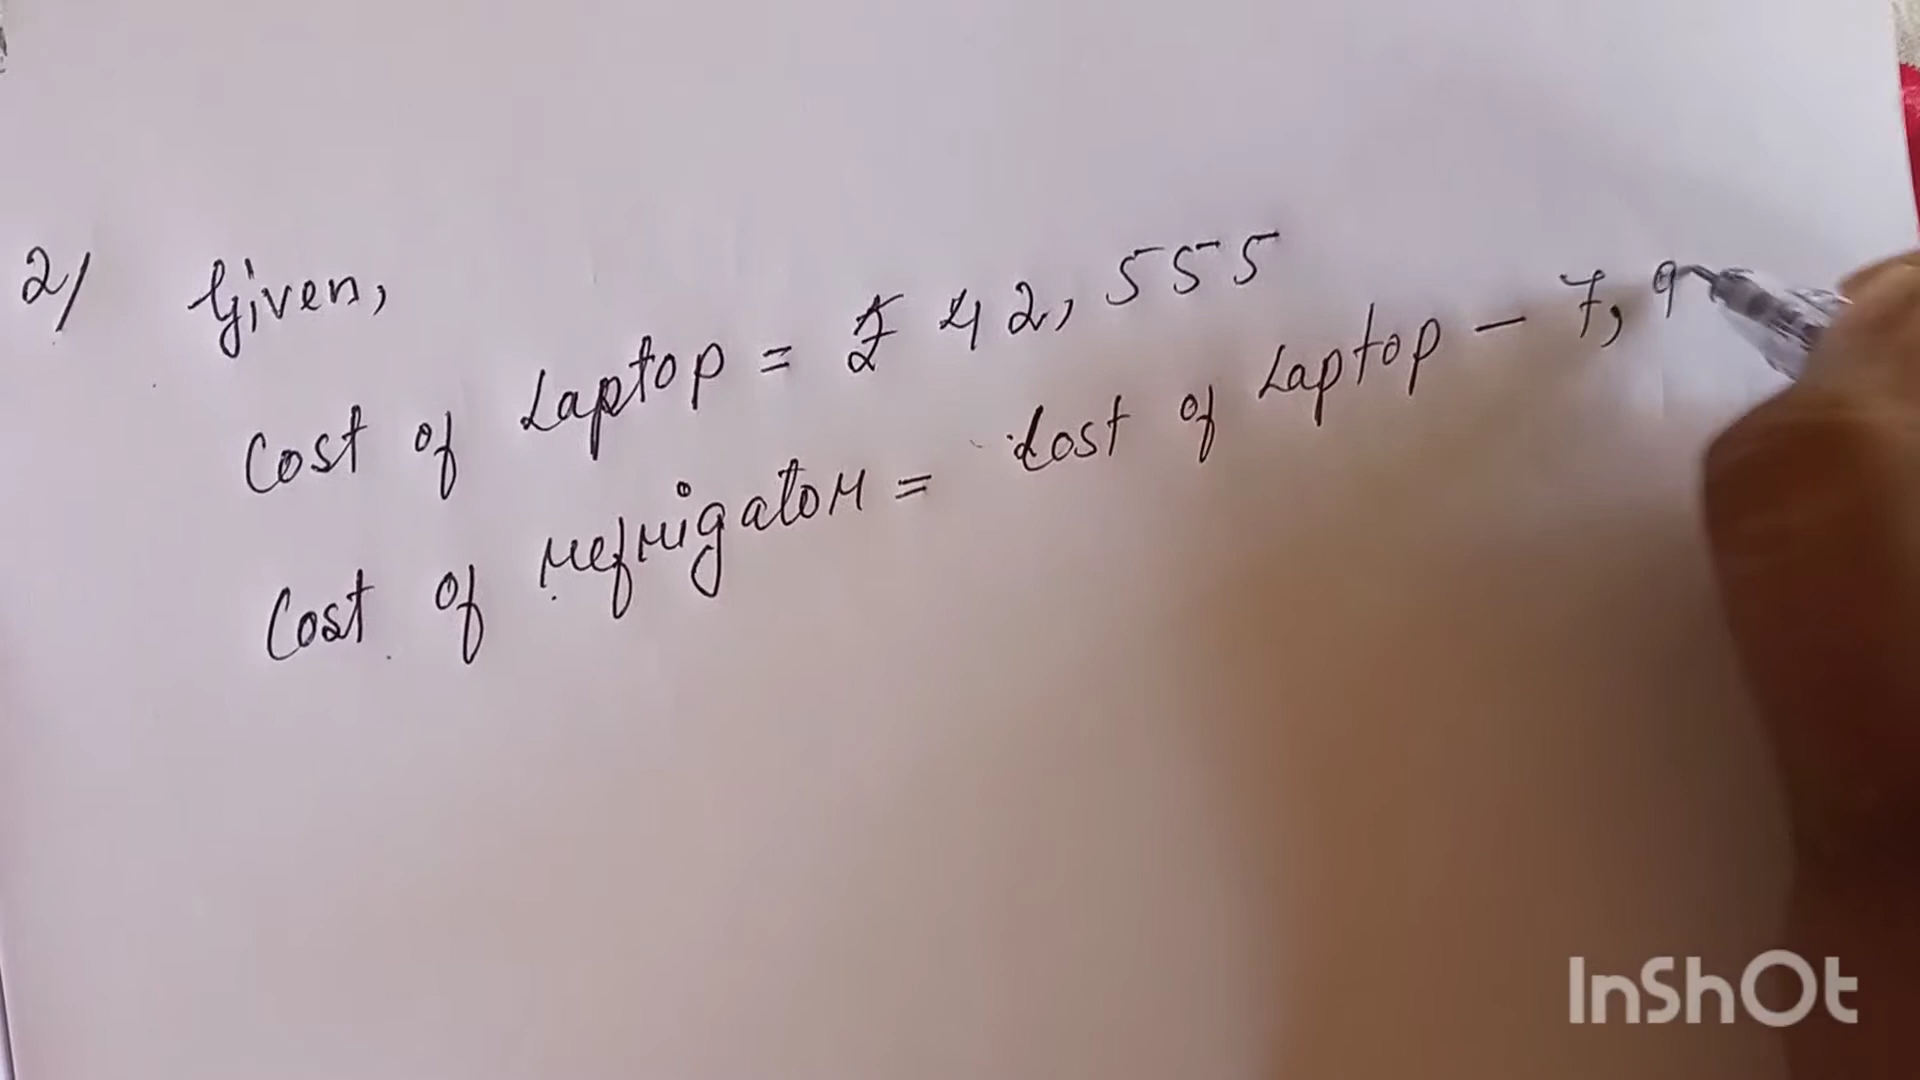 2) Given,
Cost of Laptop = ₹ 42, 555
Cost of refrigator = Cost of Laptop - 7, 9
InShOt